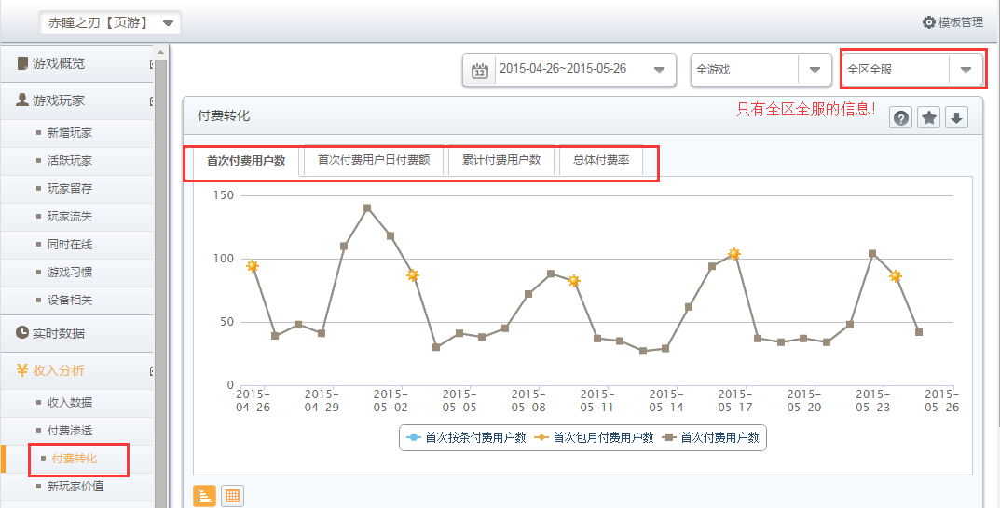 赤瞳之刃【页游】
模板管理
游戏概览
游戏玩家
新增玩家
活跃玩家
玩家留存
玩家流失
同时在线
游戏习惯
设备相关
实时数据
¥ 收入分析
收入数据
付费渗透
付费转化
新玩家价值
12
2015-04-26~2015-05-26
全游戏
全区全服
只有全区全服的信息!
付费转化
?
首次付费用户数
首次付费用户日付费额
累计付费用户数
总体付费率
150
100
50
0
2015-04-26
2015-04-29
2015-05-02
2015-05-05
2015-05-08
2015-05-11
2015-05-14
2015-05-17
2015-05-20
2015-05-23
2015-05-26
首次按条付费用户数
首次包月付费用户数
首次付费用户数